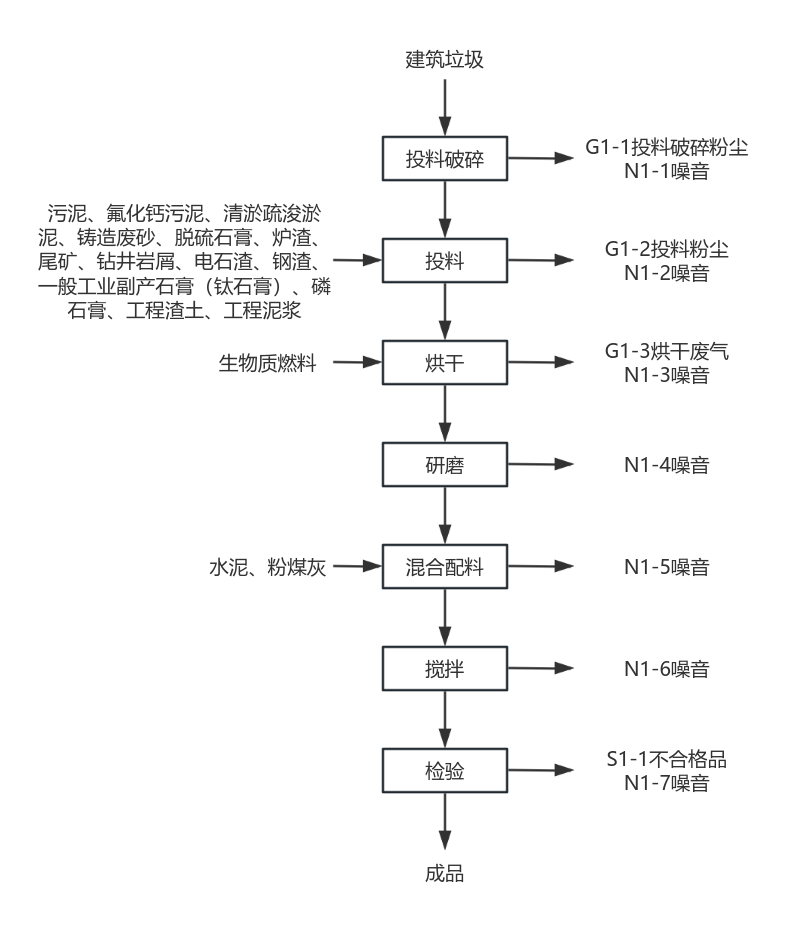 建筑垃圾
投料破碎
G1-1投料破碎粉尘
N1-1噪音
污泥、氟化钙污泥、清淤疏浚淤
泥、铸造废砂、脱硫石膏、炉渣、
尾矿、钻井岩屑、电石渣、钢渣、
一般工业副产石膏（钛石膏）、磷
石膏、工程渣土、工程泥浆
投料
G1-2投料粉尘
N1-2噪音
生物质燃料
烘干
G1-3烘干废气
N1-3噪音
研磨
N1-4噪音
水泥、粉煤灰
混合配料
N1-5噪音
搅拌
N1-6噪音
检验
S1-1不合格品
N1-7噪音
成品